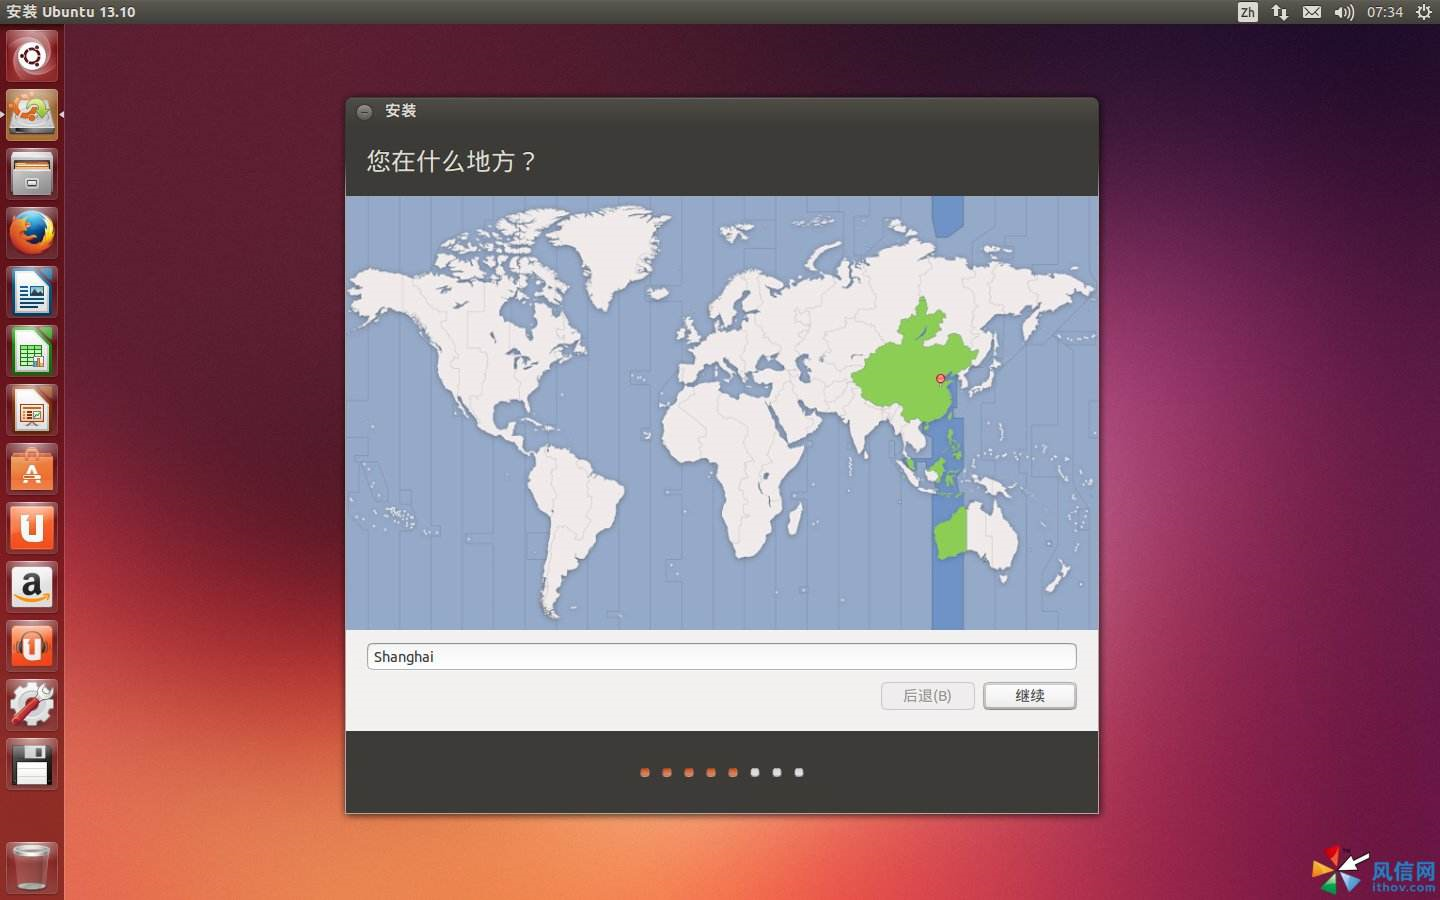 安装 Ubuntu 13.10
Zh
07:34
安装
您在什么地方？
Shanghai
后退(B)
继续
风信网
ithov.com